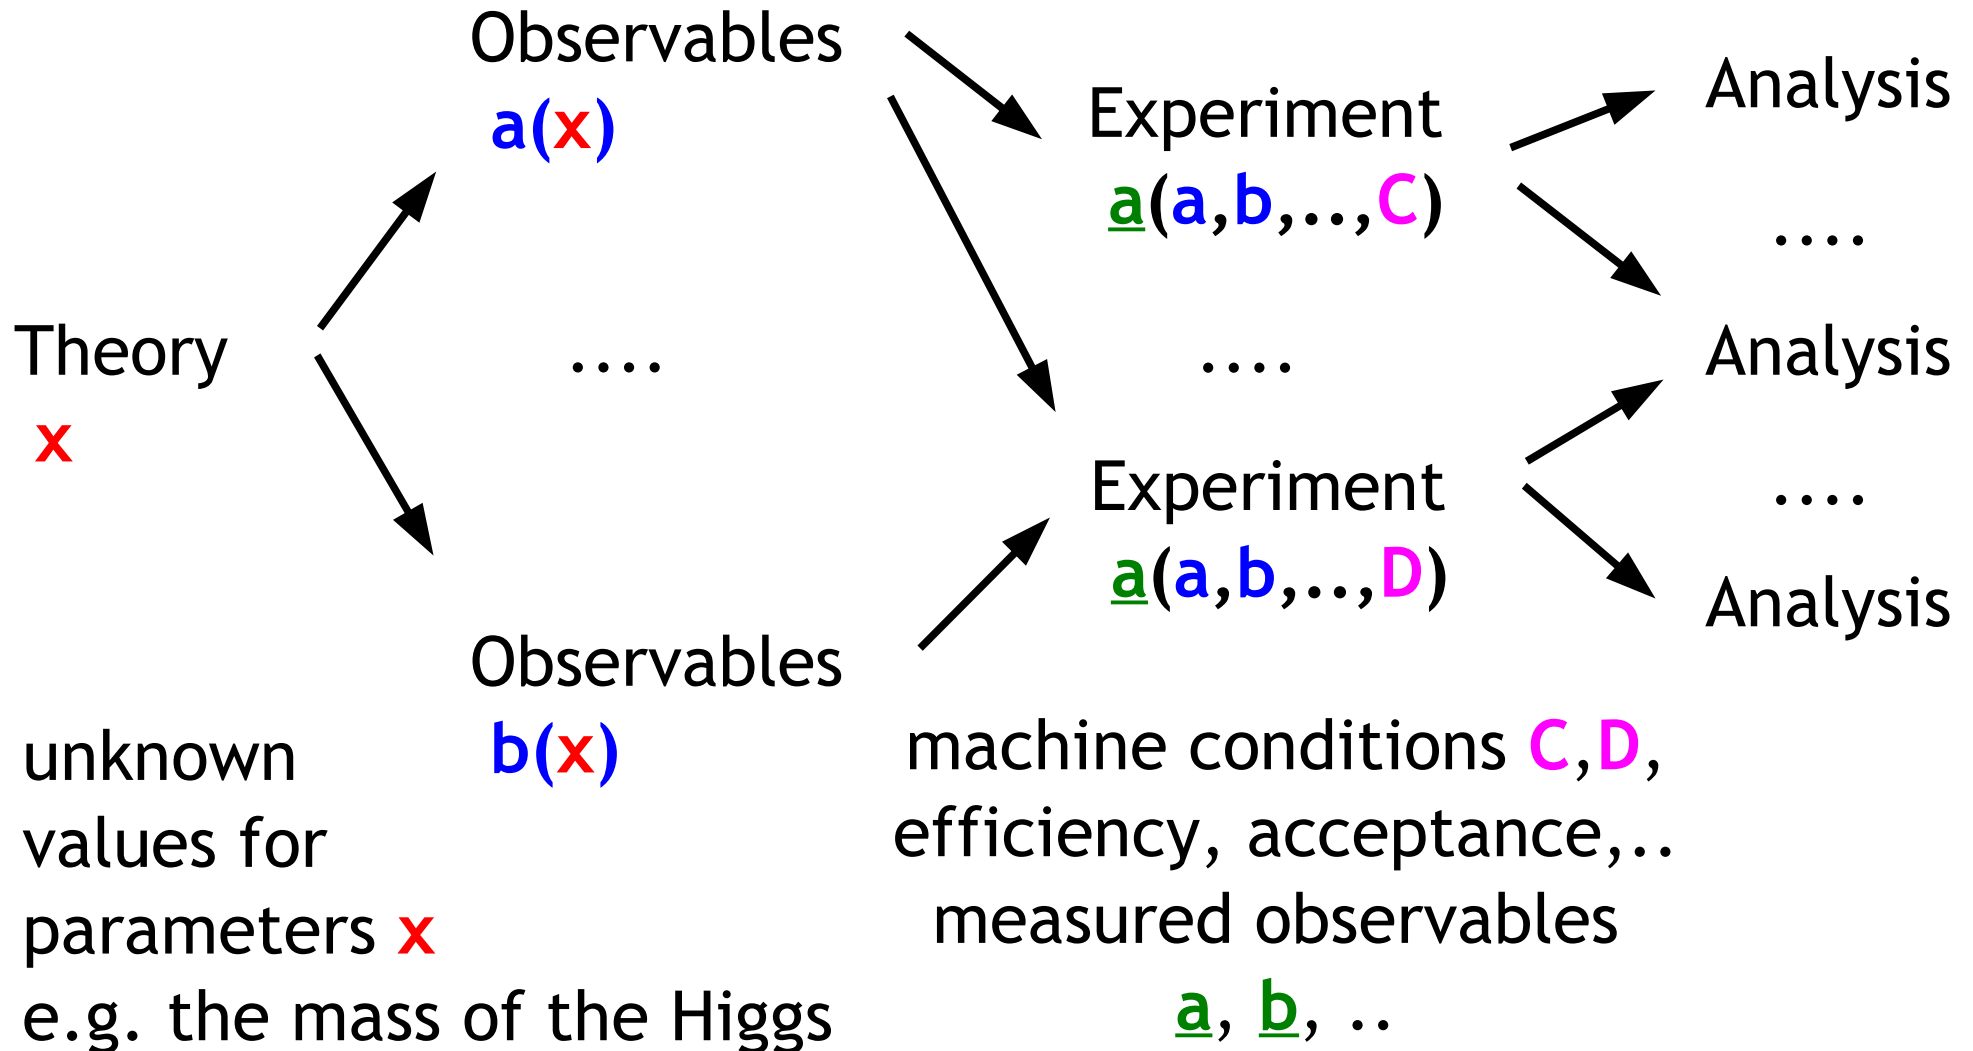 Observables
a(x)
Experiment
a(a,b,..,C)
Analysis
....
Theory
x
....
....
Analysis
Experiment
a(a,b,..,D)
....
Analysis
Observables
b(x)
unknown
values for
parameters x
e.g. the mass of the Higgs
machine conditions C,D,
efficiency, acceptance,..
measured observables
a, b, ..